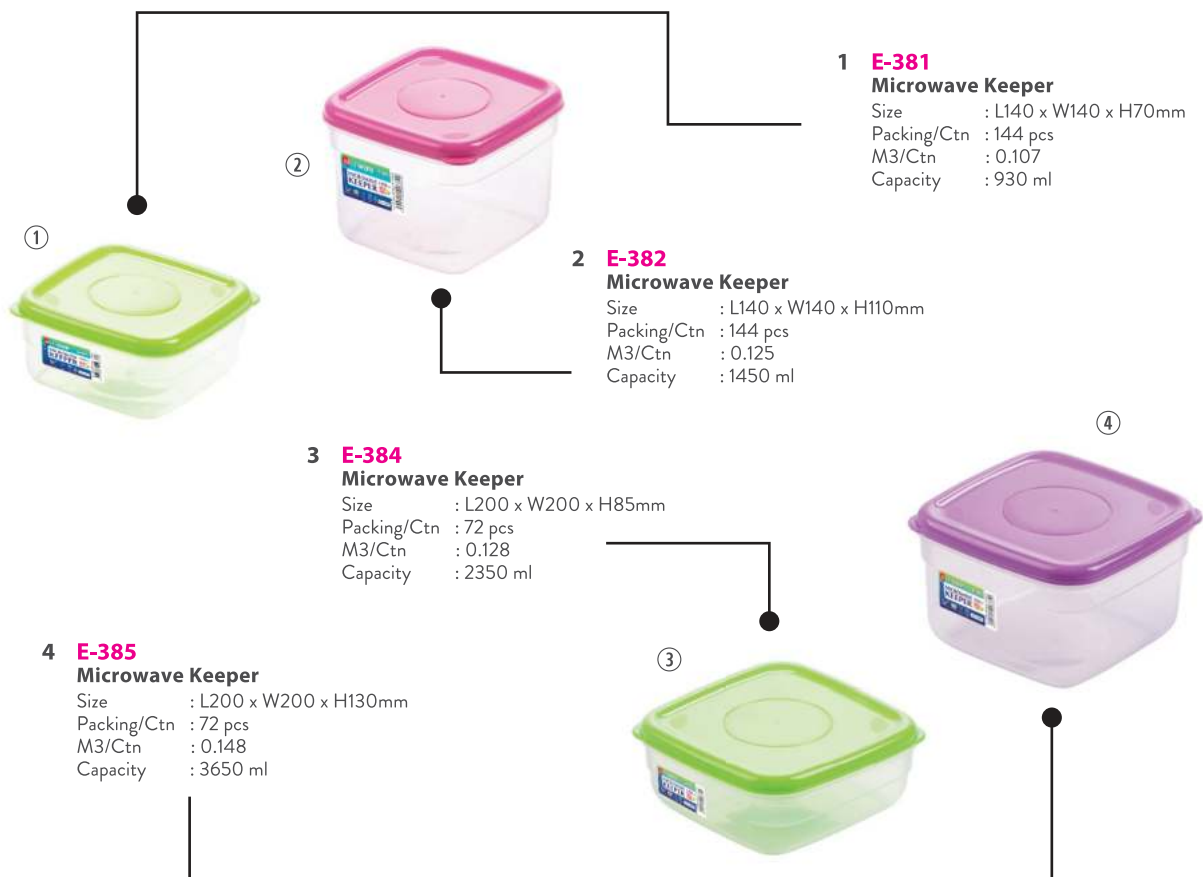 1 E-381
Microwave Keeper
Size : L140 x W140 x H70mm
Packing/Ctn : 144 pcs
M3/Ctn : 0.107
Capacity : 930 ml
②
①
2 E-382
Microwave Keeper
Size : L140 x W140 x H110mm
Packing/Ctn : 144 pcs
M3/Ctn : 0.125
Capacity : 1450 ml
④
3 E-384
Microwave Keeper
Size : L200 x W200 x H85mm
Packing/Ctn : 72 pcs
M3/Ctn : 0.128
Capacity : 2350 ml
4 E-385
Microwave Keeper
Size : L200 x W200 x H130mm
Packing/Ctn : 72 pcs
M3/Ctn : 0.148
Capacity : 3650 ml
③
KEEPER
KEEPER
KEEPER
KEEPER